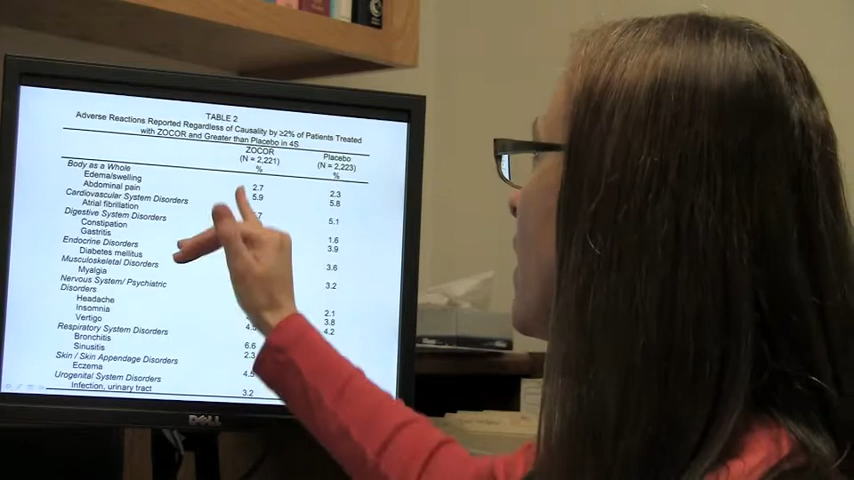 TABLE 2
Adverse Reactions Reported Regardless of Causality by ≥2% of Patients Treated
with ZOCOR and Greater than Placebo in 4S
ZOCOR Placebo
(N = 2,221) (N = 2,223)
% %
Body as a Whole
Edema/swelling 2.7 2.3
Abdominal pain 5.9 5.8
Cardiovascular System Disorders
Atrial fibrillation 5.1
Digestive System Disorders
Constipation 1.6
Gastritis 3.9
Endocrine Disorders
Diabetes mellitus 3.6
Musculoskeletal Disorders
Myalgia 3.2
Nervous System/ Psychiatric
Disorders
Headache 2.1
Insomnia 3.8
Vertigo 4.2
Respiratory System Disorders
Bronchitis 6.6
Sinusitis 2.3
Skin / Skin Appendage Disorders
Eczema
Urogenital System Disorders
Infection, urinary tract 3.2
DELL